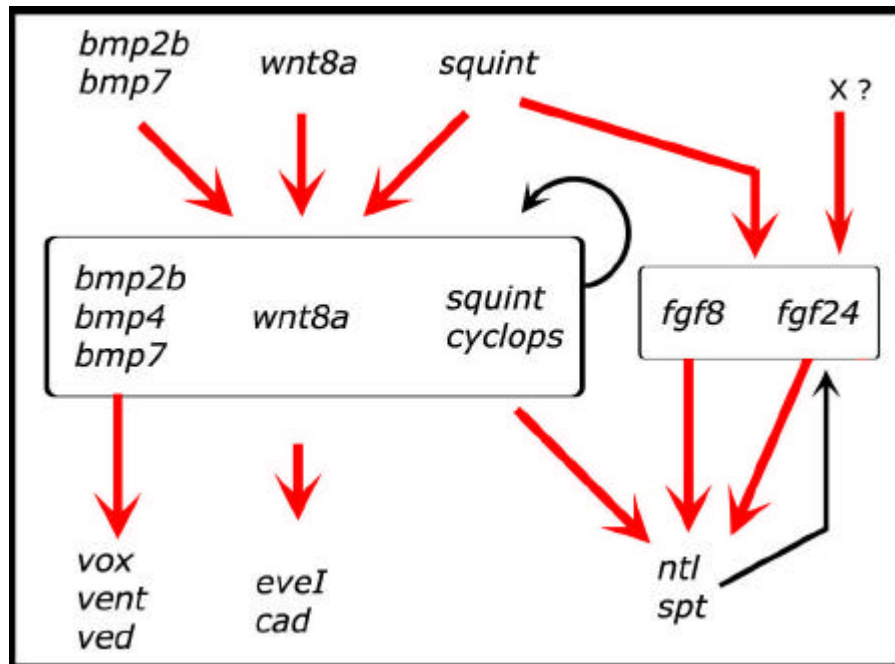 bmp2b
bmp7
wnt8a
squint
X ?
bmp2b
bmp4
bmp7
wnt8a
squint
cyclops
fgf8
fgf24
vox
vent
ved
eveI
cad
ntl
spt